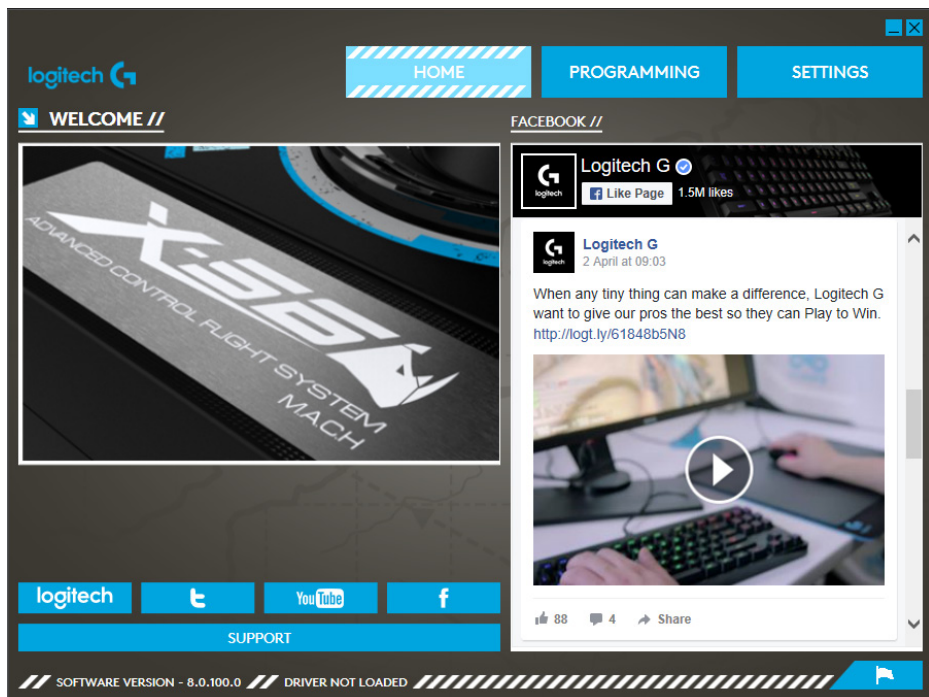 logitech G
HOME
PROGRAMMING
SETTINGS
WELCOME //
FACEBOOK //
X-56
ADVANCED CONTROL FLIGHT SYSTEM
M.A.C.H
logitech
Logitech G
Like Page
1.5M likes
logitech
Logitech G
2 April at 09:03
When any tiny thing can make a difference, Logitech G
want to give our pros the best so they can Play to Win.
http://logt.ly/61848b5N8
88
4
Share
logitech
YouTube
SUPPORT
SOFTWARE VERSION - 8.0.100.0
DRIVER NOT LOADED